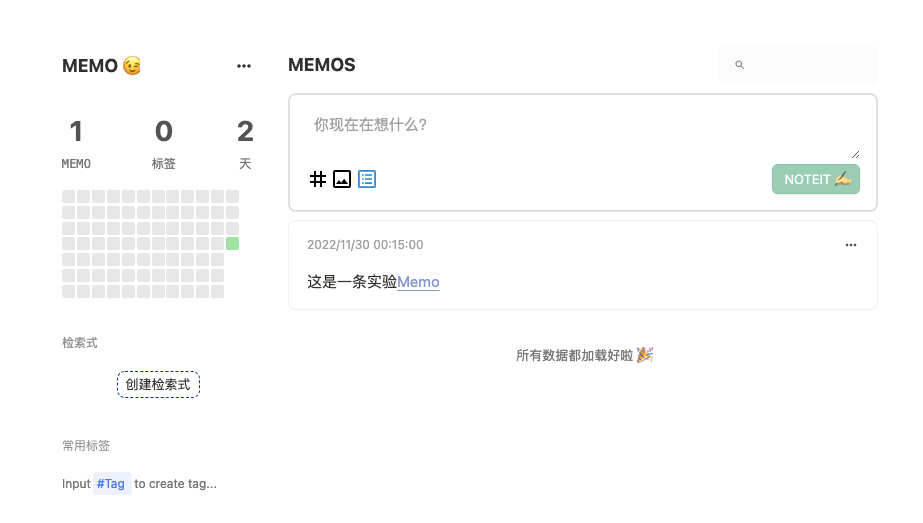 MEMO 😉
1 0 2
MEMO 标签 天
检索式
创建检索式
常用标签
Input #Tag to create tag...
MEMOS
你现在在想什么?
NOTEIT ✍️
2022/11/30 00:15:00
这是一条实验Memo
所有数据都加载好啦 🎉